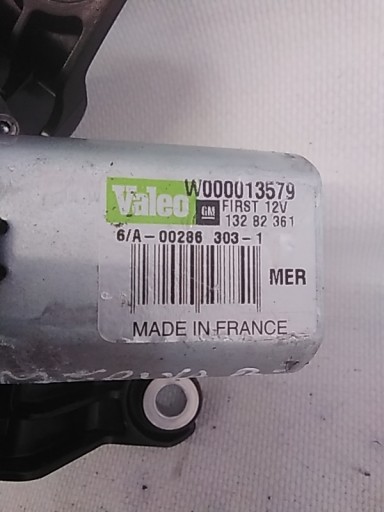 W000013579
Valeo GM FIRST 12V
132 82 361
6/A-00286 303-1
MER
MADE IN FRANCE